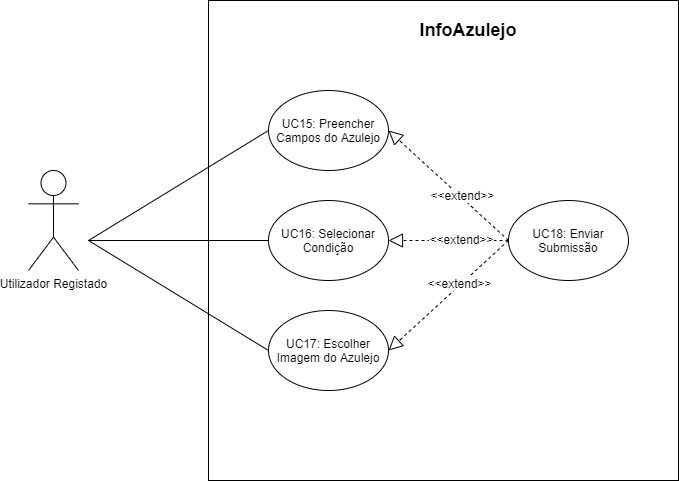 InfoAzulejo
UC15: Preencher
Campos do Azulejo
<<extend>>
UC16: Selecionar
Condição
<<extend>>
UC18: Enviar
Submissão
Utilizador Registado
<<extend>>
UC17: Escolher
Imagem do Azulejo